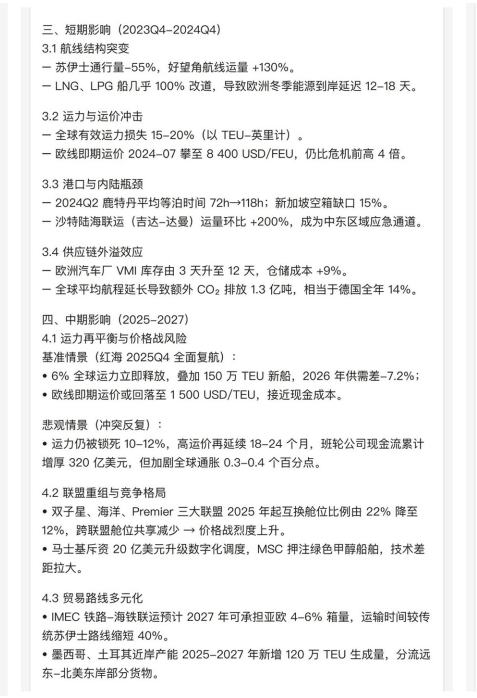 三、短期影响（2023Q4-2024Q4）
3.1 航线结构突变
— 苏伊士通行量-55%，好望角航线运量 +130%。
— LNG、LPG 船几乎 100% 改道，导致欧洲冬季能源到岸延迟 12-18 天。
3.2 运力与运价冲击
— 全球有效运力损失 15-20%（以 TEU-英里计）。
— 欧线即期运价 2024-07 攀至 8 400 USD/FEU，仍比危机前高 4 倍。
3.3 港口与内陆瓶颈
— 2024Q2 鹿特丹平均等泊时间 72h→118h；新加坡空箱缺口 15%。
— 沙特陆海联运（吉达-达曼）运量环比 +200%，成为中东区域应急通道。
3.4 供应链外溢效应
— 欧洲汽车厂 VMI 库存由 3 天升至 12 天，仓储成本 +9%。
— 全球平均航程延长导致额外 CO₂ 排放 1.3 亿吨，相当于德国全年 14%。
四、中期影响（2025-2027）
4.1 运力再平衡与价格战风险
基准情景（红海 2025Q4 全面复航）：
• 6% 全球运力立即释放，叠加 150 万 TEU 新船，2026 年供需差-7.2%；
• 欧线即期运价或回落至 1 500 USD/TEU，接近现金成本。
悲观情景（冲突反复）：
• 运力仍被锁死 10-12%，高运价再延续 18-24 个月，班轮公司现金流累计
增厚 320 亿美元，但加剧全球通胀 0.3-0.4 个百分点。
4.2 联盟重组与竞争格局
• 双子星、海洋、Premier 三大联盟 2025 年起互换舱位比例由 22% 降至
12%，跨联盟舱位共享减少 → 价格战烈度上升。
• 马士基斥资 20 亿美元升级数字化调度，MSC 押注绿色甲醇船舶，技术差
距拉大。
4.3 贸易路线多元化
• IMEC 铁路-海铁联运预计 2027 年可承担亚欧 4-6% 箱量，运输时间较传
统苏伊士路线缩短 40%。
• 墨西哥、土耳其近岸产能 2025-2027 年新增 120 万 TEU 生成量，分流远
东-北美东岸部分货物。